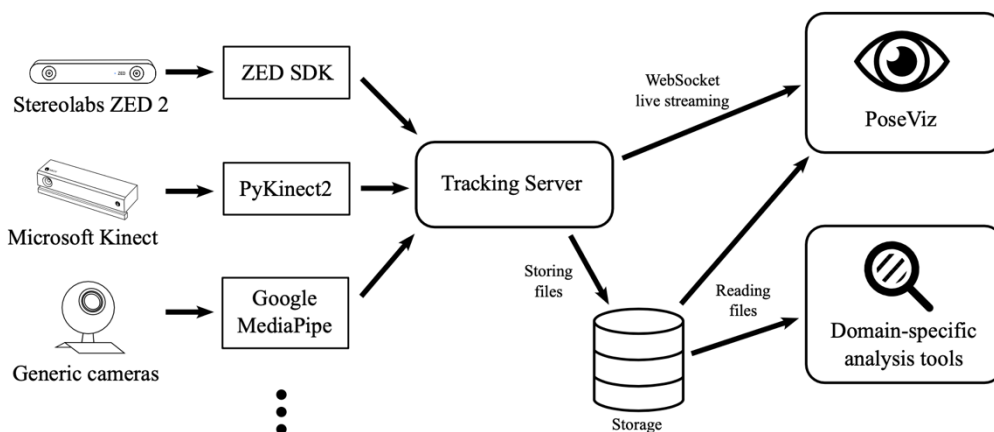 ZED
Stereolabs ZED 2
ZED SDK
Microsoft Kinect
PyKinect2
Generic cameras
Google
MediaPipe
Tracking Server
WebSocket
live streaming
PoseViz
Storing
files
Reading
files
Storage
Domain-specific
analysis tools